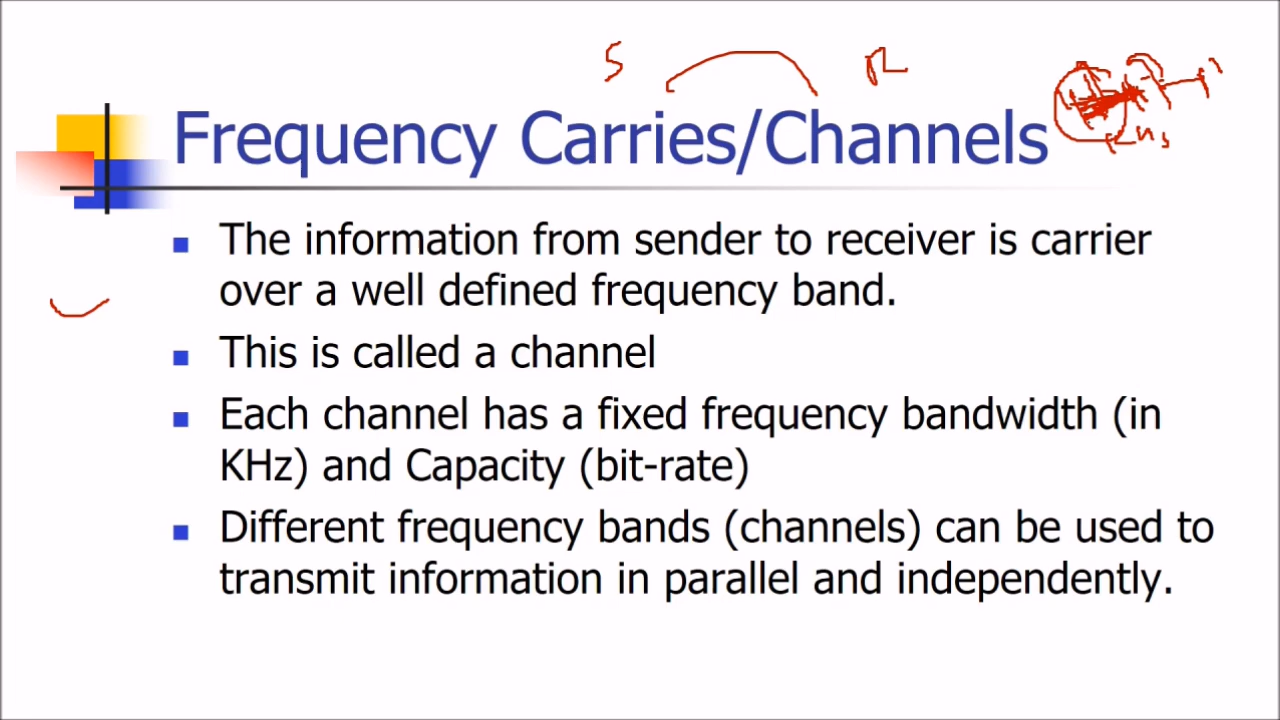 S R
Frequency Carries/Channels
The information from sender to receiver is carrier
over a well defined frequency band.
This is called a channel
Each channel has a fixed frequency bandwidth (in
KHz) and Capacity (bit-rate)
Different frequency bands (channels) can be used to
transmit information in parallel and independently.